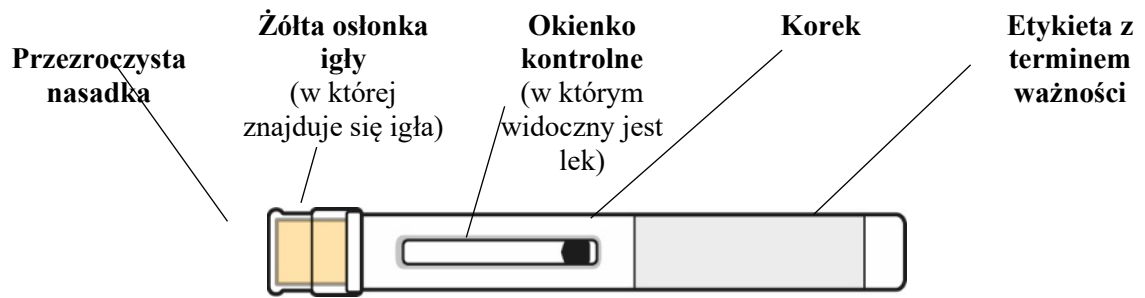 Przezroczysta
nasadka
Żółta osłonka
igły
(w której
znajduje się igła)
Okienko
kontrolne
(w którym
widoczny jest
lek)
Korek
Etykieta z
terminem
ważności